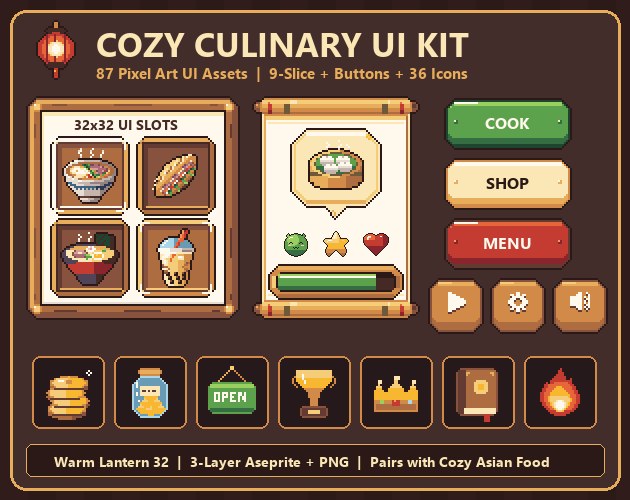 COZY CULINARY UI KIT
87 Pixel Art UI Assets | 9-Slice + Buttons + 36 Icons
32x32 UI SLOTS
COOK
SHOP
MENU
OPEN
Warm Lantern 32 | 3-Layer Aseprite + PNG | Pairs with Cozy Asian Food